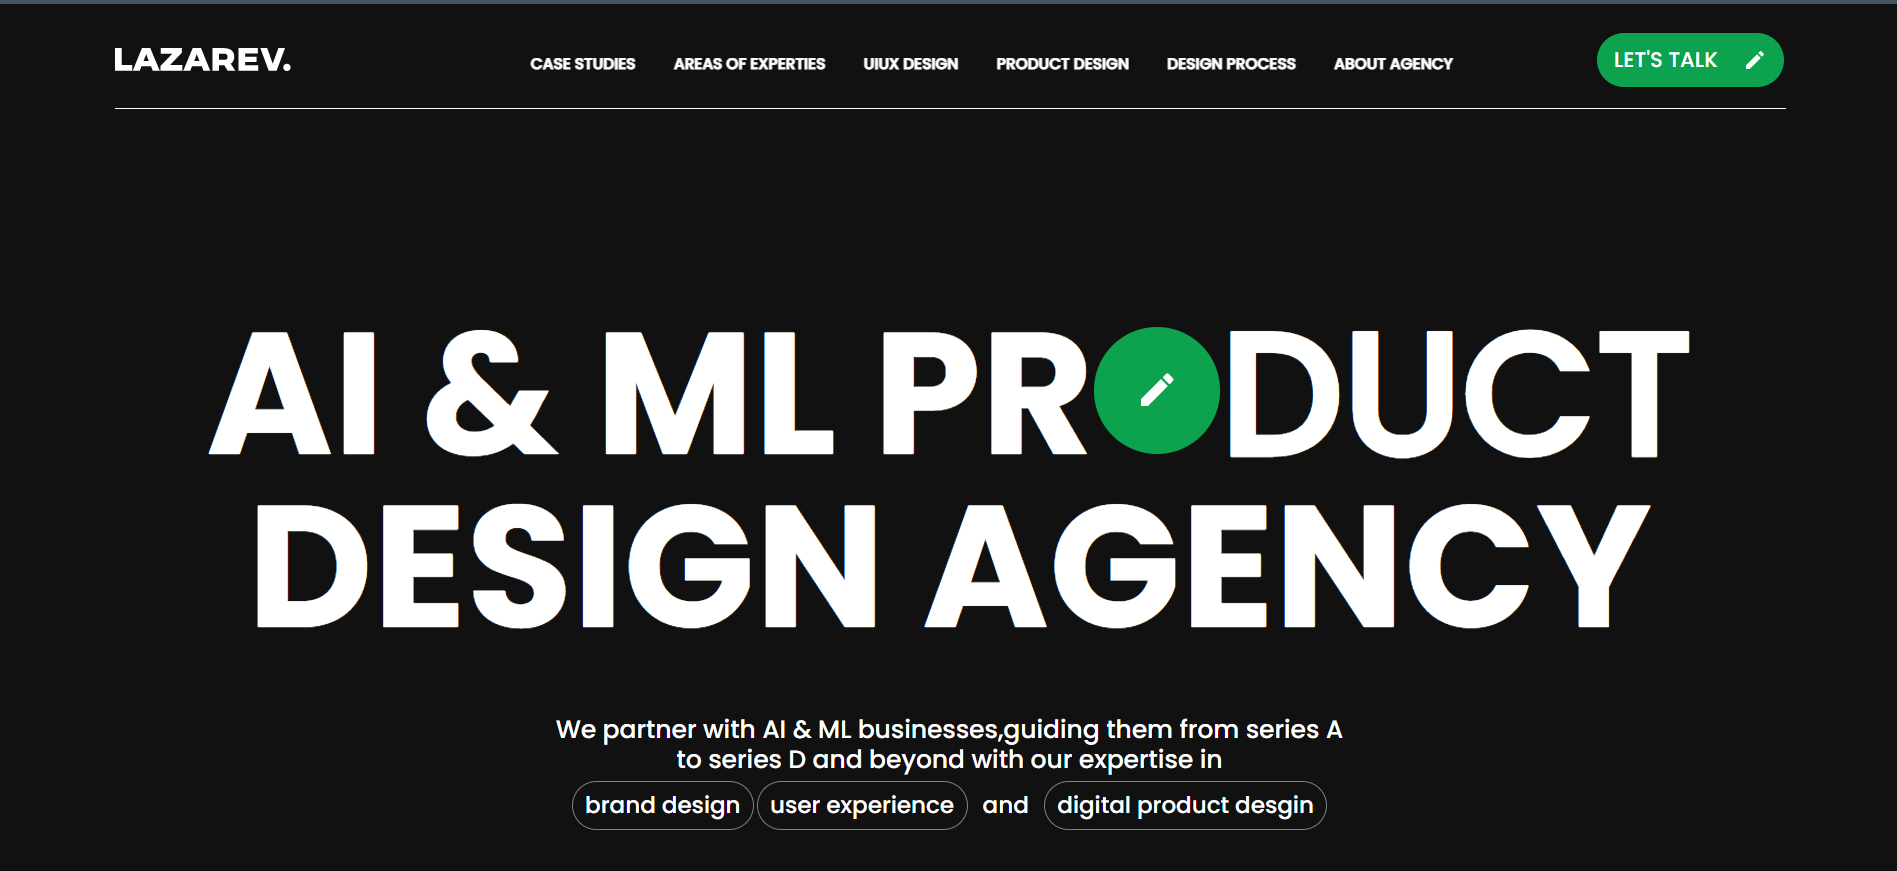 LAZAREV.
CASE STUDIES AREAS OF EXPERTIES UIUX DESIGN PRODUCT DESIGN DESIGN PROCESS ABOUT AGENCY
LET'S TALK
AI & ML PR DUCT
DESIGN AGENCY
We partner with AI & ML businesses,guiding them from series A
to series D and beyond with our expertise in
brand design user experience and digital product desgin